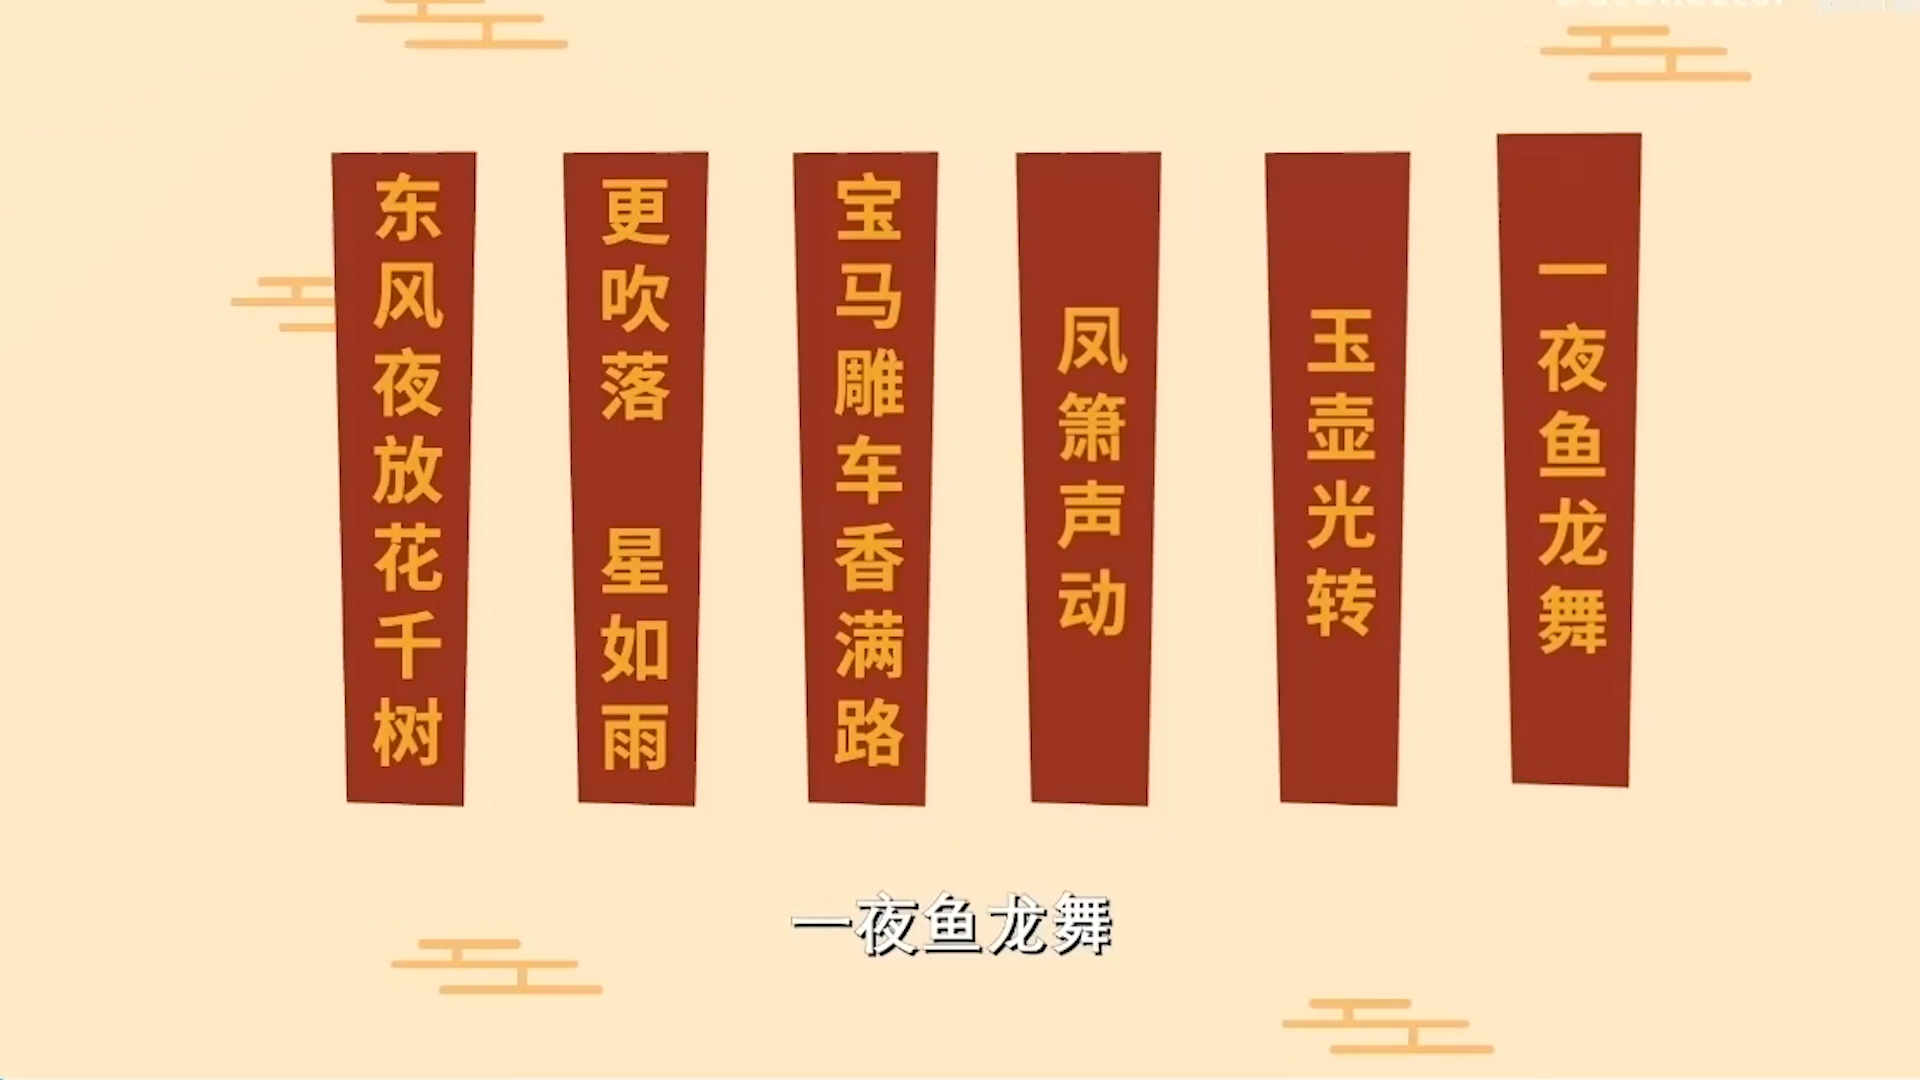 东风夜放花千树
更吹落 星如雨
宝马雕车香满路
凤箫声动
玉壶光转
一夜鱼龙舞
一夜鱼龙舞